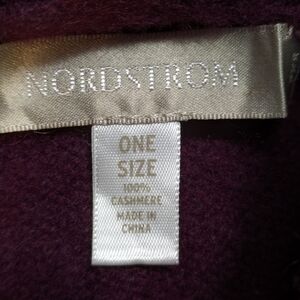 NORDSTROM
ONE
SIZE
100%
CASHMERE
MADE IN
CHINA